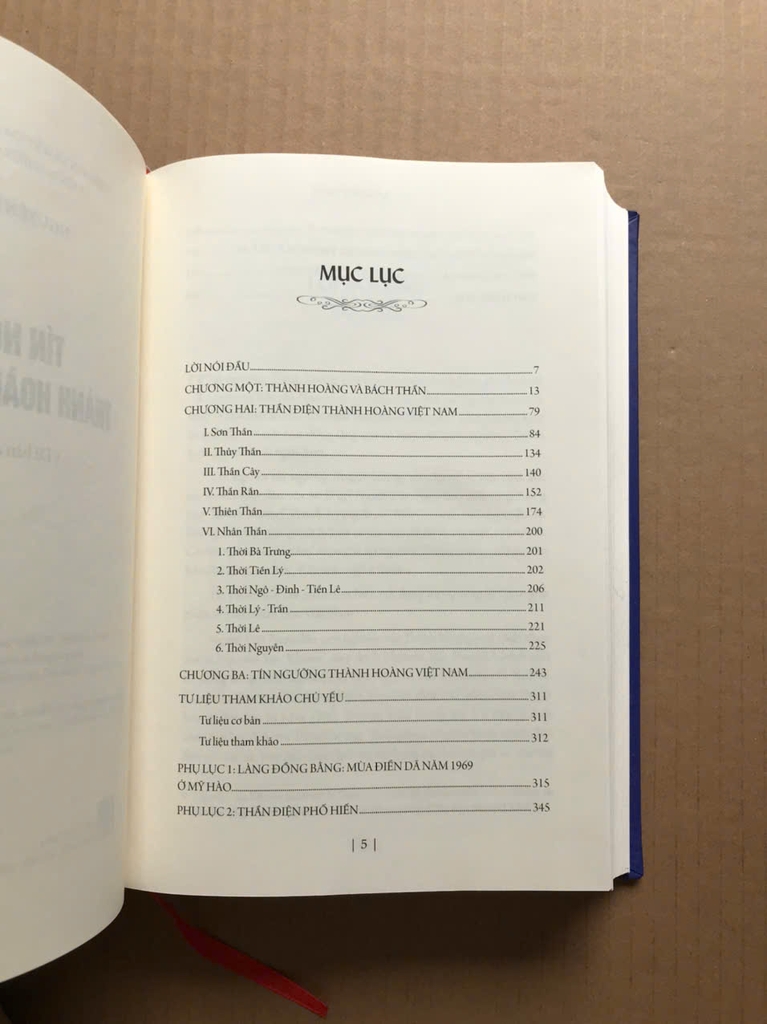 MỤC LỤC
LỜI NÓI ĐẦU 7
CHƯƠNG MỘT: THÀNH HOÀNG VÀ BÁCH THẦN 13
CHƯƠNG HAI: THẦN ĐIỆN THÀNH HOÀNG VIỆT NAM 79
I. Sơn Thần 84
II. Thủy Thần 134
III. Thần Cây 140
IV. Thần Rắn 152
V. Thiên Thần 174
VI. Nhân Thần 200
1. Thời Bà Trưng 201
2. Thời Tiền Lý 202
3. Thời Ngô - Đinh - Tiền Lê 206
4. Thời Lý - Trần 211
5. Thời Lê 221
6. Thời Nguyễn 225
CHƯƠNG BA: TÍN NGƯỠNG THÀNH HOÀNG VIỆT NAM 243
TƯ LIỆU THAM KHẢO CHỦ YẾU 311
Tư liệu cơ bản 311
Tư liệu tham khảo 312
PHỤ LỤC 1: LÀNG ĐỒNG BẰNG: MÙA ĐIỀN DÃ NĂM 1969
Ở MỸ HÀO 315
PHỤ LỤC 2: THẦN ĐIỆN PHỐ HIẾN 345
| 5 |